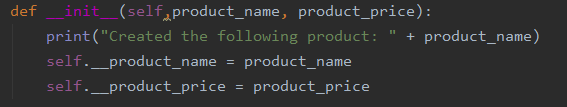 def __init__(self,product_name, product_price):
    print("Created the following product: " + product_name)
    self.__product_name = product_name
    self.__product_price = product_price